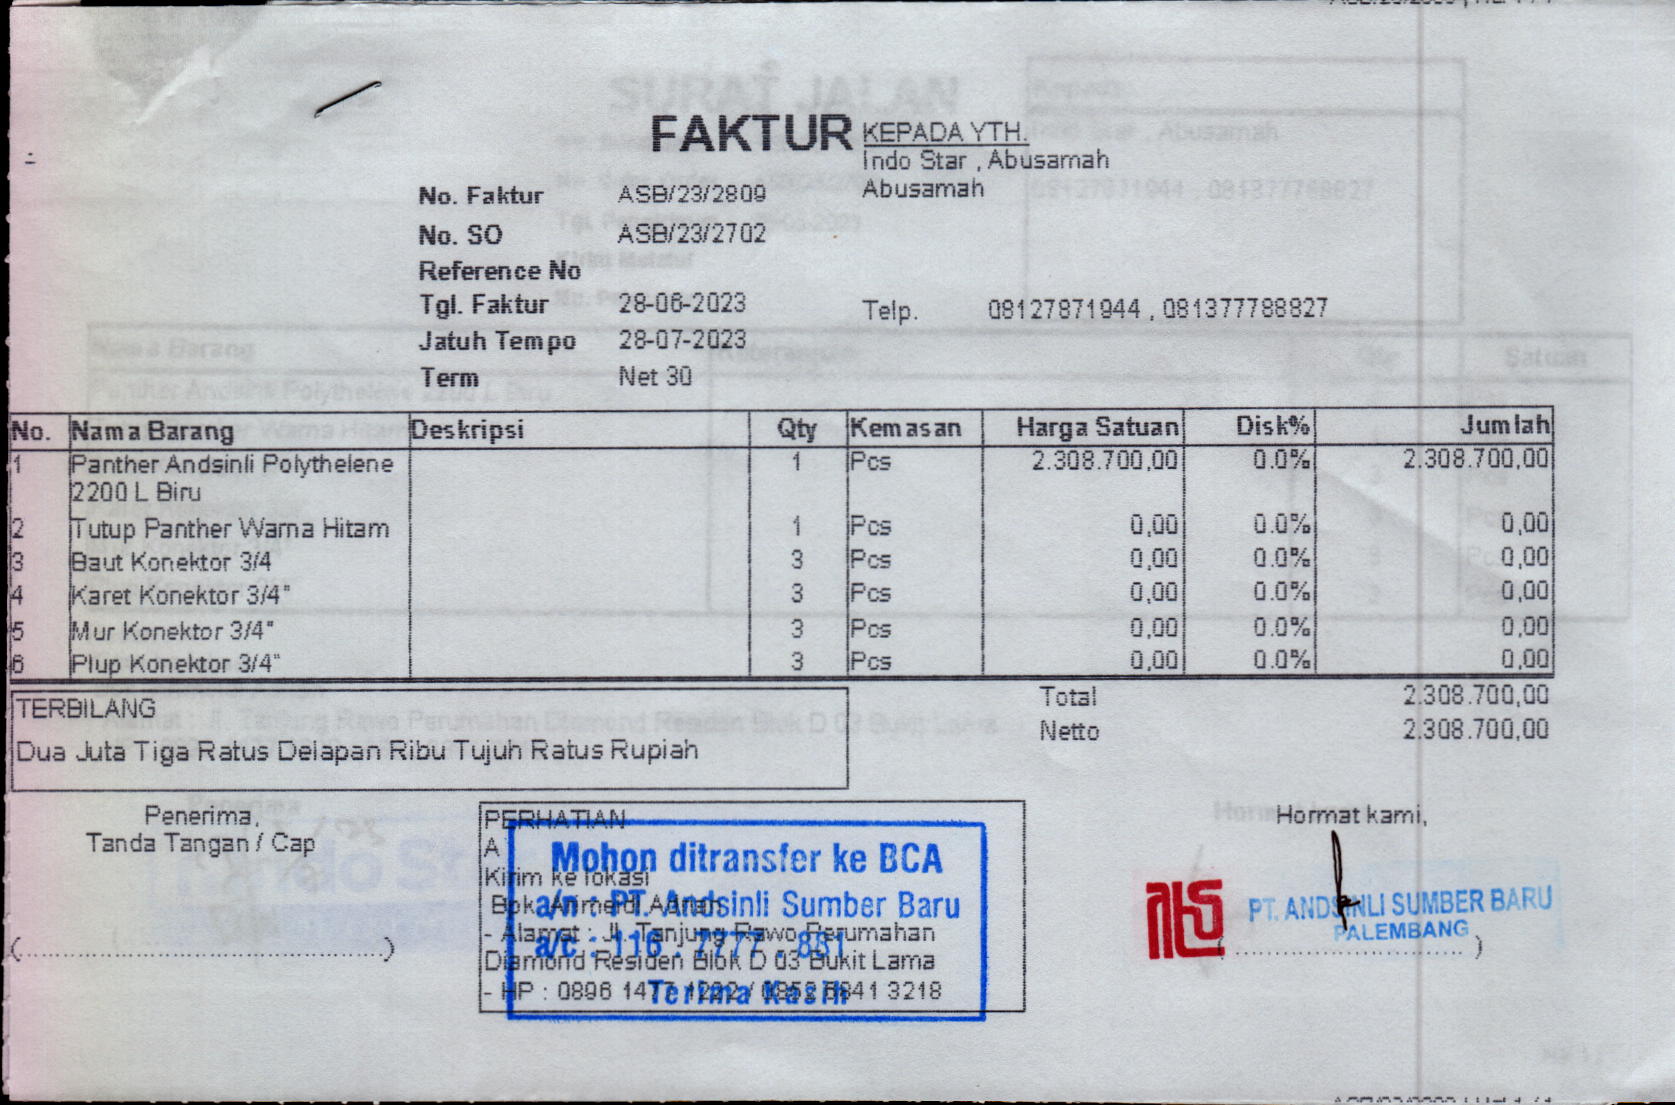 FAKTUR
KEPADA YTH.
Indo Star , Abusamah
Abusamah
No. Faktur ASB/23/2809
No. SO ASB/23/2702
Reference No
Tgl. Faktur 28-06-2023
Telp. 08127871944 , 081377788827
Jatuh Tempo 28-07-2023
Term Net 30
No. Nama Barang Deskripsi Qty Kemasan Harga Satuan Disk% Jumlah
1 Panther Andsinli Polythelene 1 Pcs 2.308.700,00 0.0% 2.308.700,00
2200 L Biru
2 Tutup Panther Warna Hitam 1 Pcs 0,00 0.0% 0,00
3 Baut Konektor 3/4 3 Pcs 0,00 0.0% 0,00
4 Karet Konektor 3/4" 3 Pcs 0,00 0.0% 0,00
5 Mur Konektor 3/4" 3 Pcs 0,00 0.0% 0,00
6 Plup Konektor 3/4" 3 Pcs 0,00 0.0% 0,00
TERBILANG
Dua Juta Tiga Ratus Delapan Ribu Tujuh Ratus Rupiah
Total 2.308.700,00
Netto 2.308.700,00
Penerima,
Tanda Tangan / Cap
(........................................)
PERHATIAN
A
Kirim ke lokasi
- Alamat : Jl. Tanjung Rawo Perumahan
Diamond Residen Blok D 03 Bukit Lama
- HP : 0896 1477
Mohon ditransfer ke BCA
a/n : PT. Andsinli Sumber Baru
a/c : 116 . 7777 . 881
Terima Kasih
Hormat kami,
PT. ANDSINLI SUMBER BARU
PALEMBANG
(........................................)